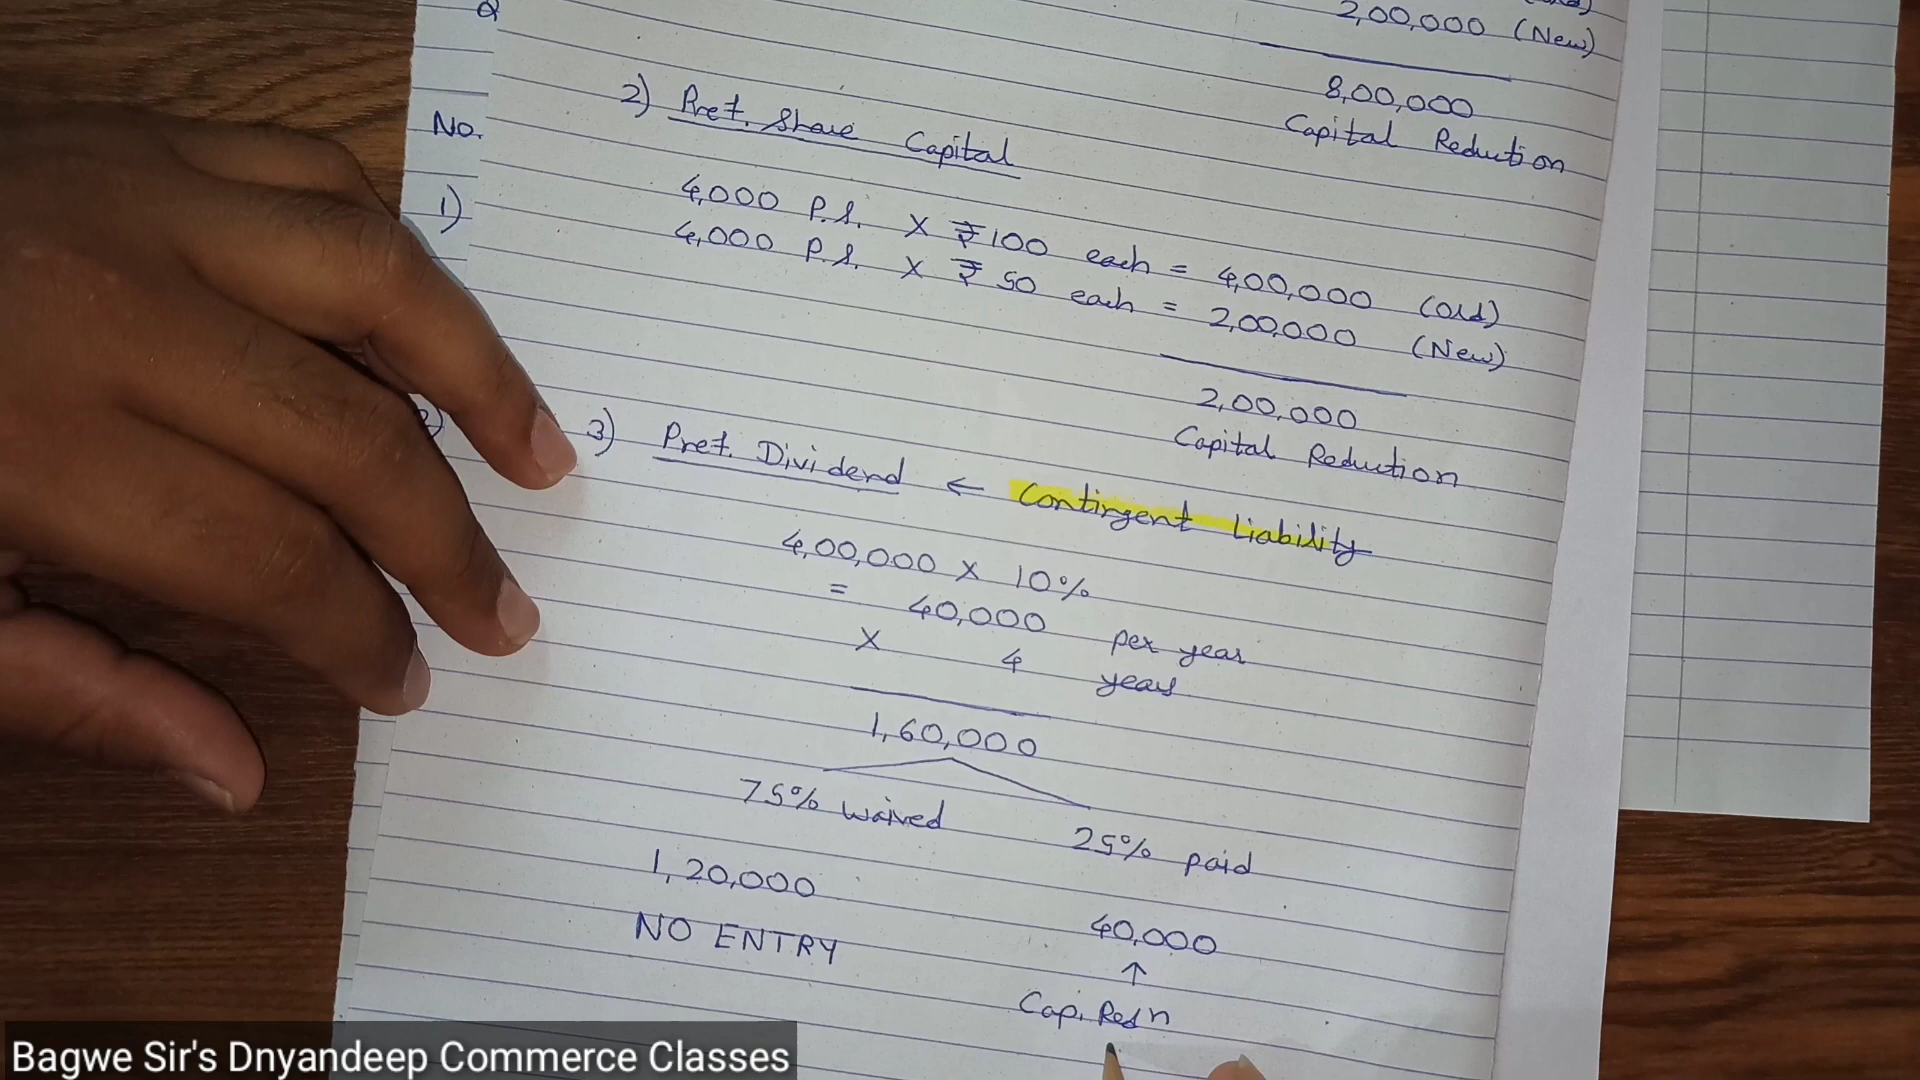 Q
2,00,000 (New)
8,00,000
Capital Reduction
No.
1)
2) Pref. Share Capital
4,000 P.S. X ₹100 each = 4,00,000 (Old)
4,000 P.S. X ₹ 50 each = 2,00,000 (New)
2,00,000
Capital Reduction
3) Pref. Dividend ← Contingent Liability
4,00,000 X 10%
= 40,000 per year
X 4 years
1,60,000
75% waived
25% paid
1,20,000
NO ENTRY
40,000
↑
Cap. Redn
Bagwe Sir's Dnyandeep Commerce Classes